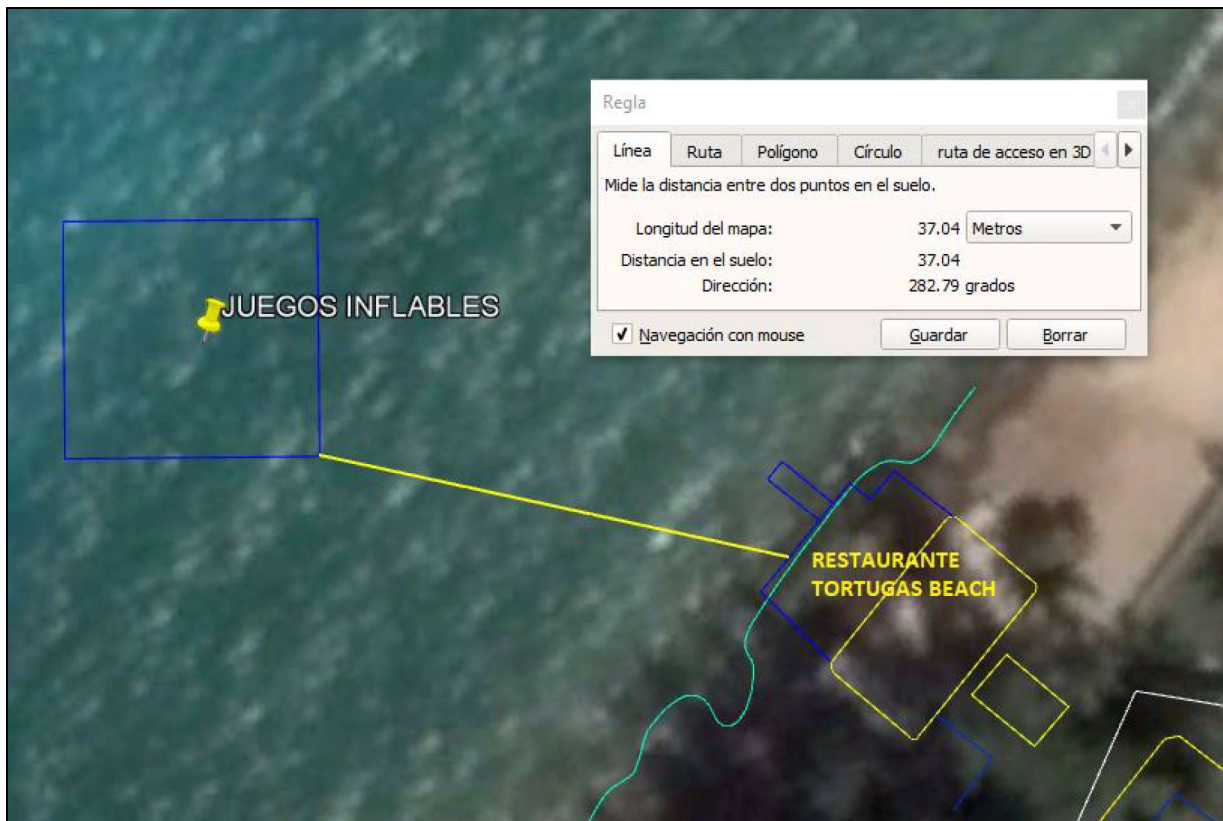 Regla
Línea Ruta Polígono Círculo ruta de acceso en 3D
Mide la distancia entre dos puntos en el suelo.
Longitud del mapa: 37.04 Metros
Distancia en el suelo: 37.04
Dirección: 282.79 grados
Navegación con mouse Guardar Borrar
JUEGOS INFLABLES
RESTAURANTE
TORTUGAS BEACH